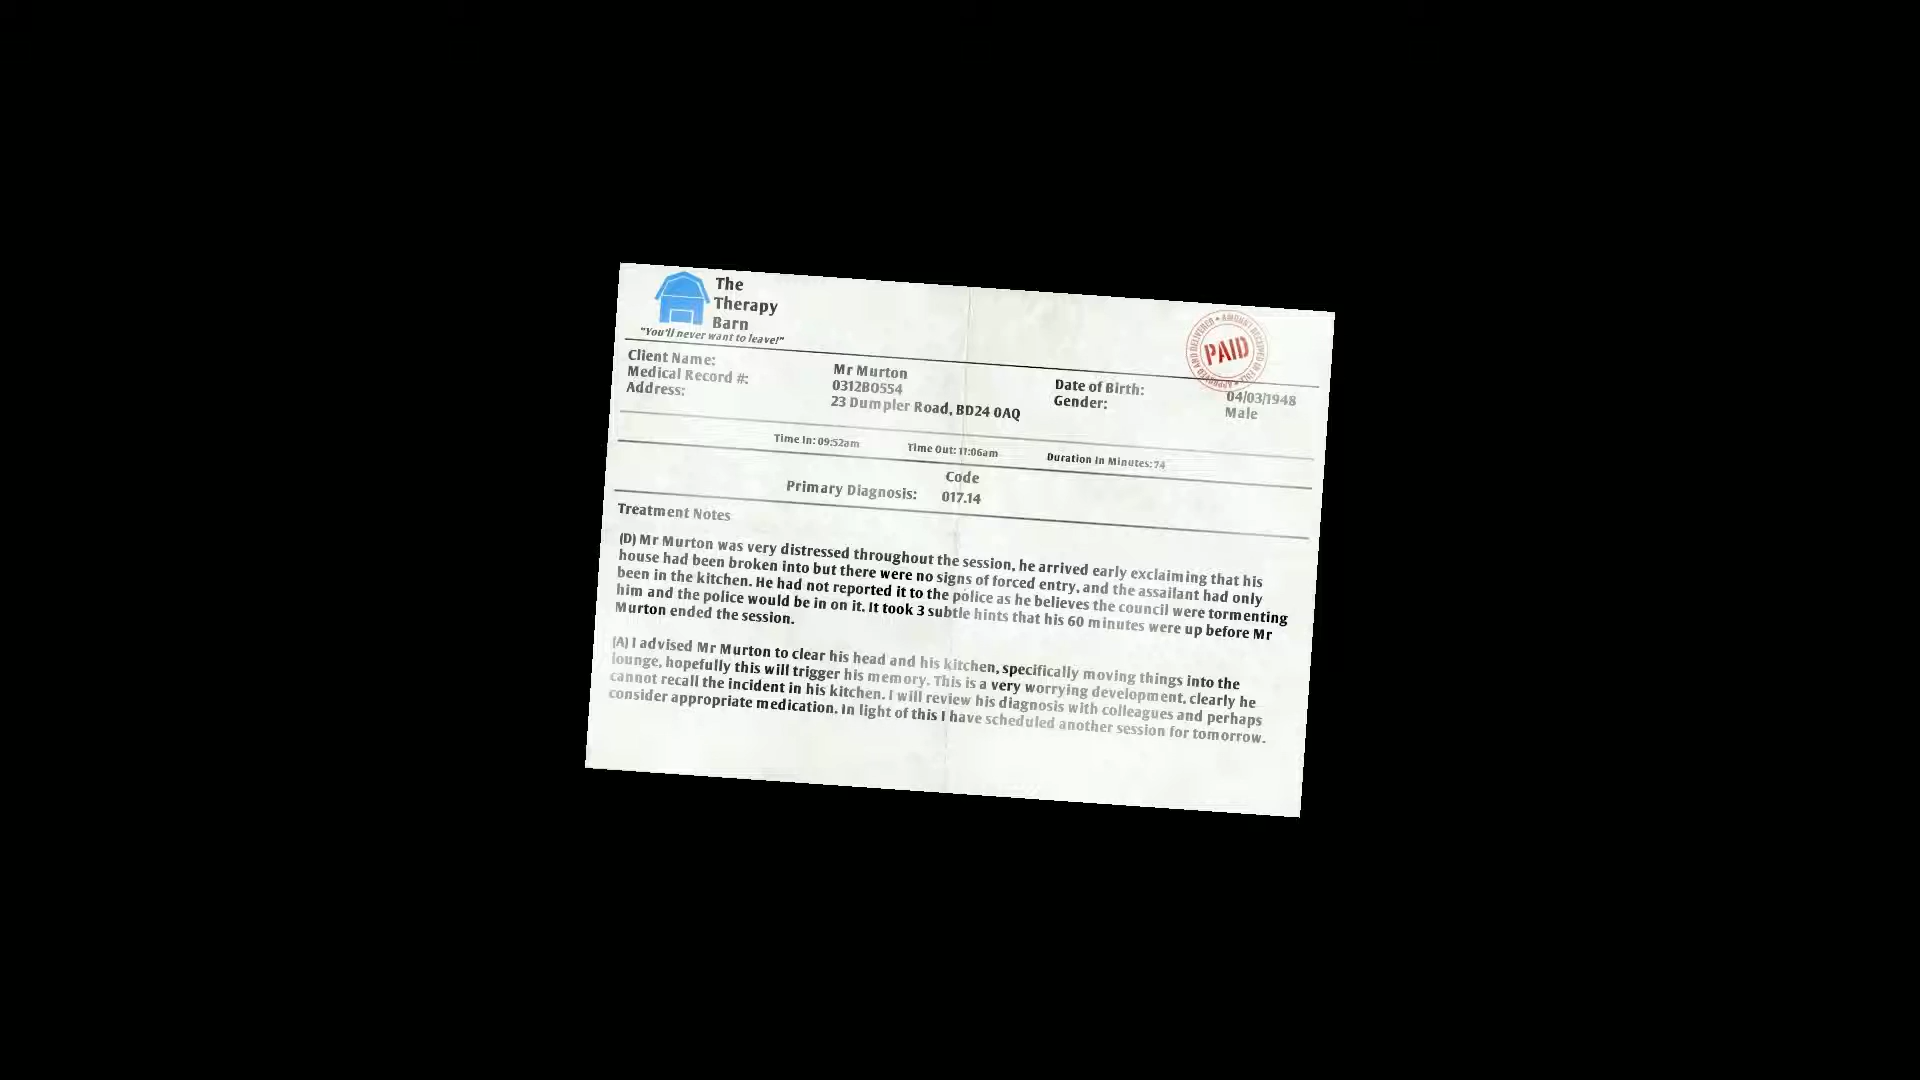 The
Therapy
Barn
"You'll never want to leave!"
PAID
AMOUNT RECEIVED IN FULL • APPROVED AND DELIVERED •
Client Name: Mr Murton Date of Birth: 04/03/1948
Medical Record #: 0312BO554 Gender: Male
Address: 23 Dumpler Road, BD24 0AQ
Time In: 09:52am Time Out: 11:06am Duration In Minutes: 74
Code
Primary Diagnosis: 017.14
Treatment Notes
(D) Mr Murton was very distressed throughout the session, he arrived early exclaiming that his
house had been broken into but there were no signs of forced entry, and the assailant had only
been in the kitchen. He had not reported it to the police as he believes the council were tormenting
him and the police would be in on it. It took 3 subtle hints that his 60 minutes were up before Mr
Murton ended the session.
(A) I advised Mr Murton to clear his head and his kitchen, specifically moving things into the
lounge, hopefully this will trigger his memory. This is a very worrying development, clearly he
cannot recall the incident in his kitchen. I will review his diagnosis with colleagues and perhaps
consider appropriate medication. In light of this I have scheduled another session for tomorrow.